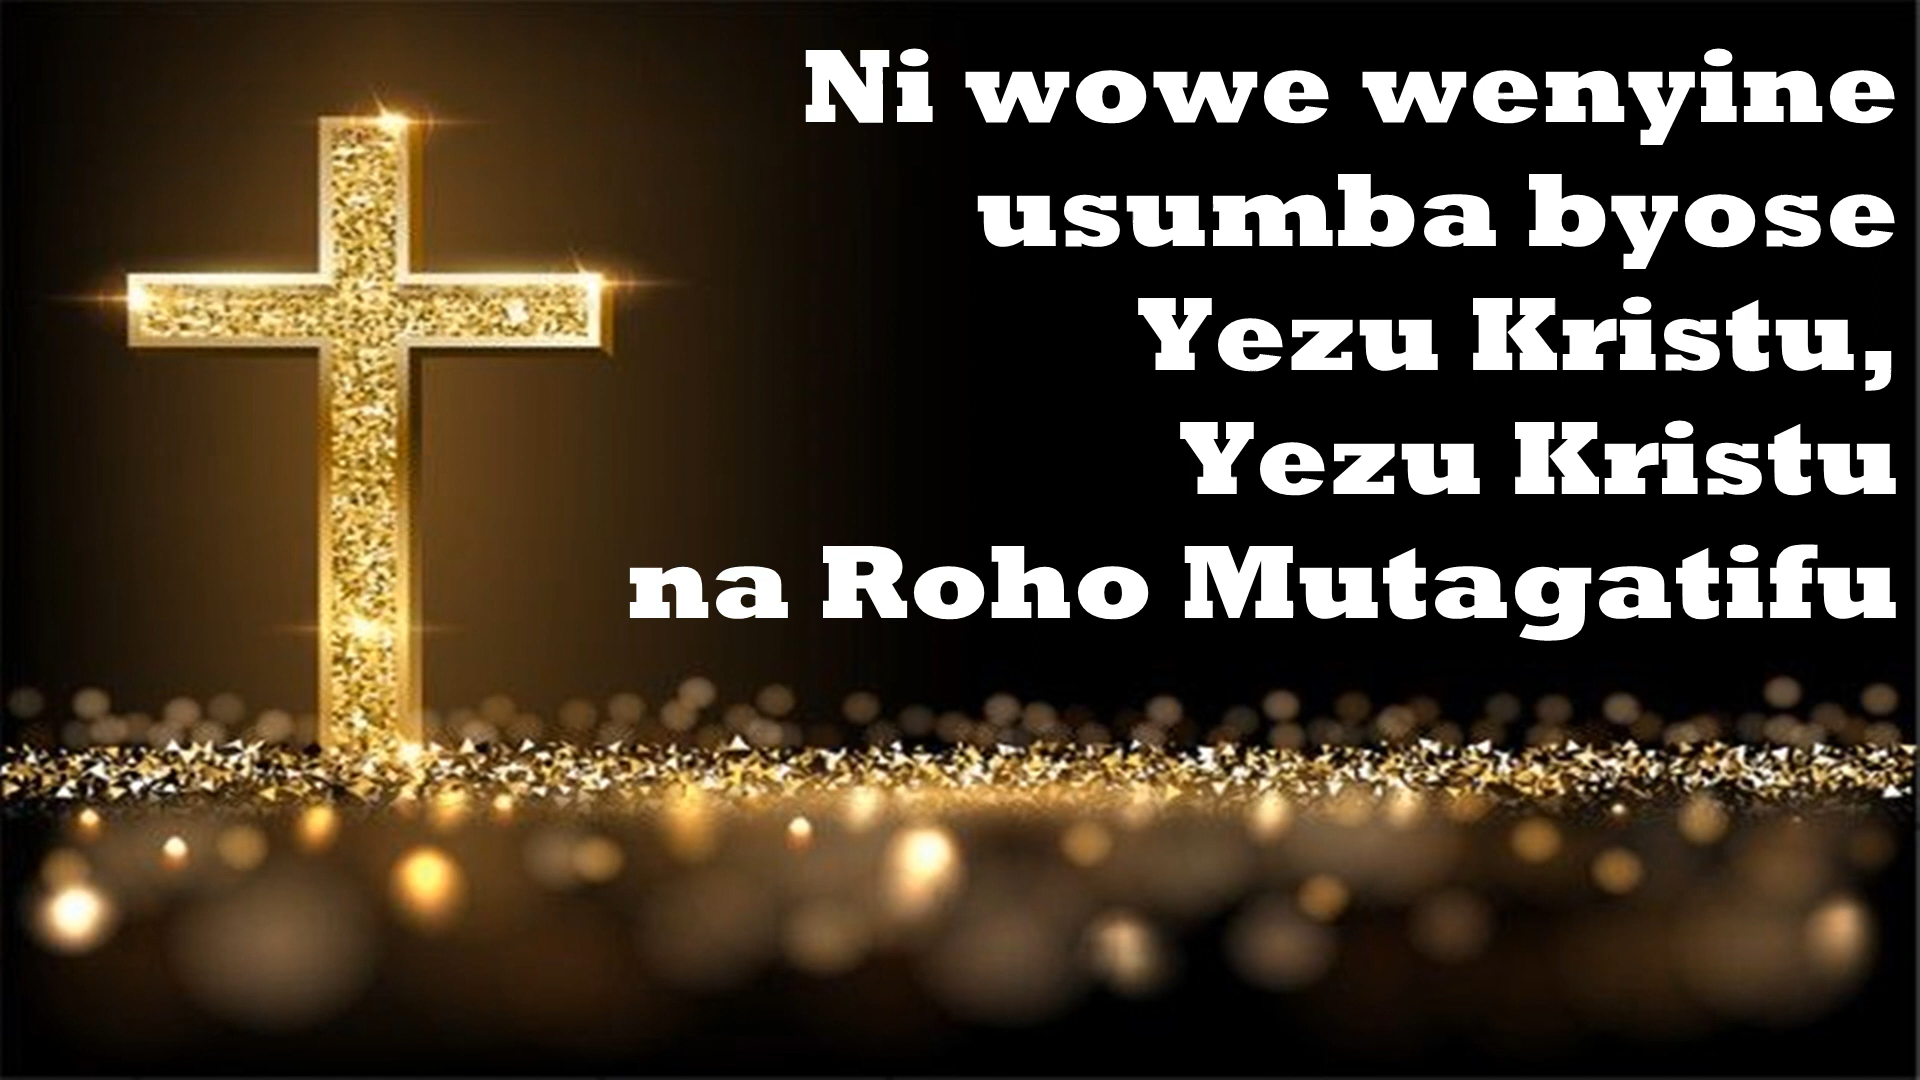 Ni wowe wenyine
usumba byose
Yezu Kristu,
Yezu Kristu
na Roho Mutagatifu